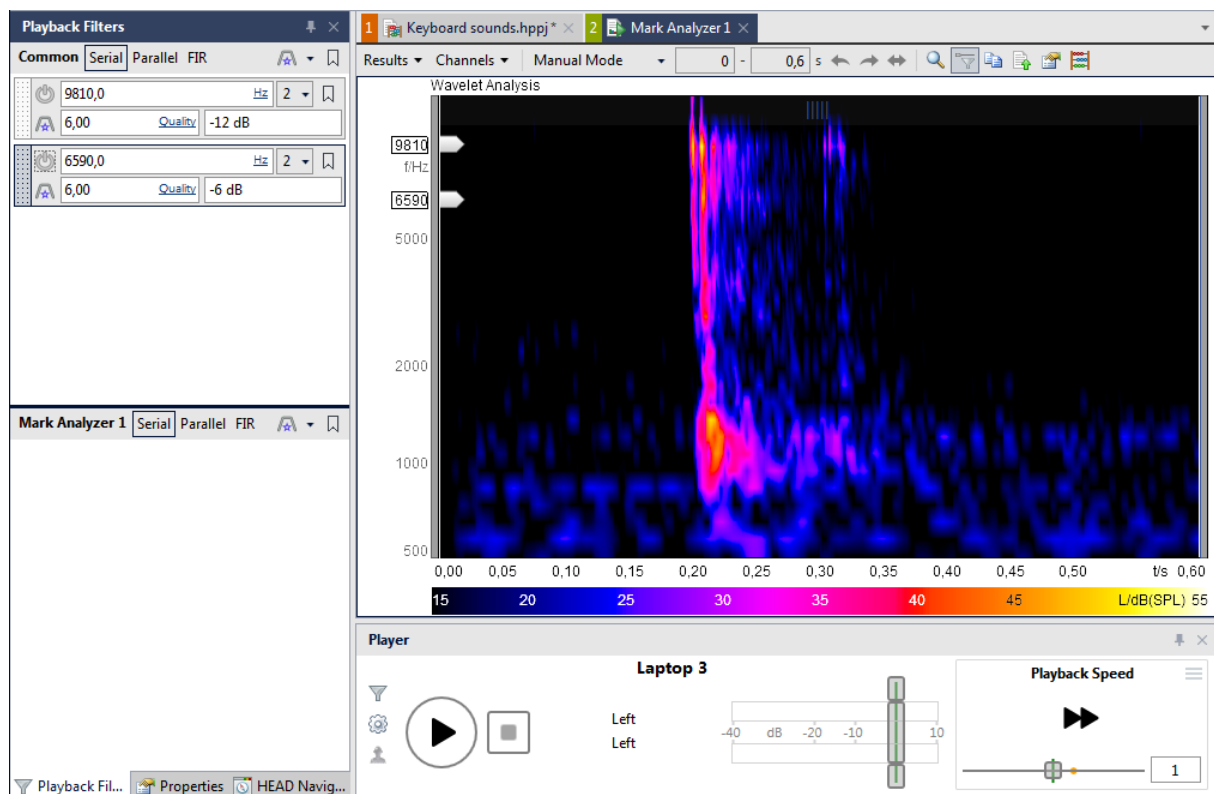 Playback Filters
Common Serial Parallel FIR
9810,0 Hz 2
6,00 Quality -12 dB
6590,0 Hz 2
6,00 Quality -6 dB
Mark Analyzer 1 Serial Parallel FIR
Playback Fil... Properties HEAD Navig...
1 Keyboard sounds.hppj * 2 Mark Analyzer 1
Results Channels Manual Mode 0 - 0,6 s
Wavelet Analysis
9810
f/Hz
6590
5000
2000
1000
500
0,00 0,05 0,10 0,15 0,20 0,25 0,30 0,35 0,40 0,45 0,50 t/s 0,60
15 20 25 30 35 40 45 L/dB(SPL) 55
Player
Laptop 3
Left
Left
-40 dB -20 -10 10
Playback Speed
1